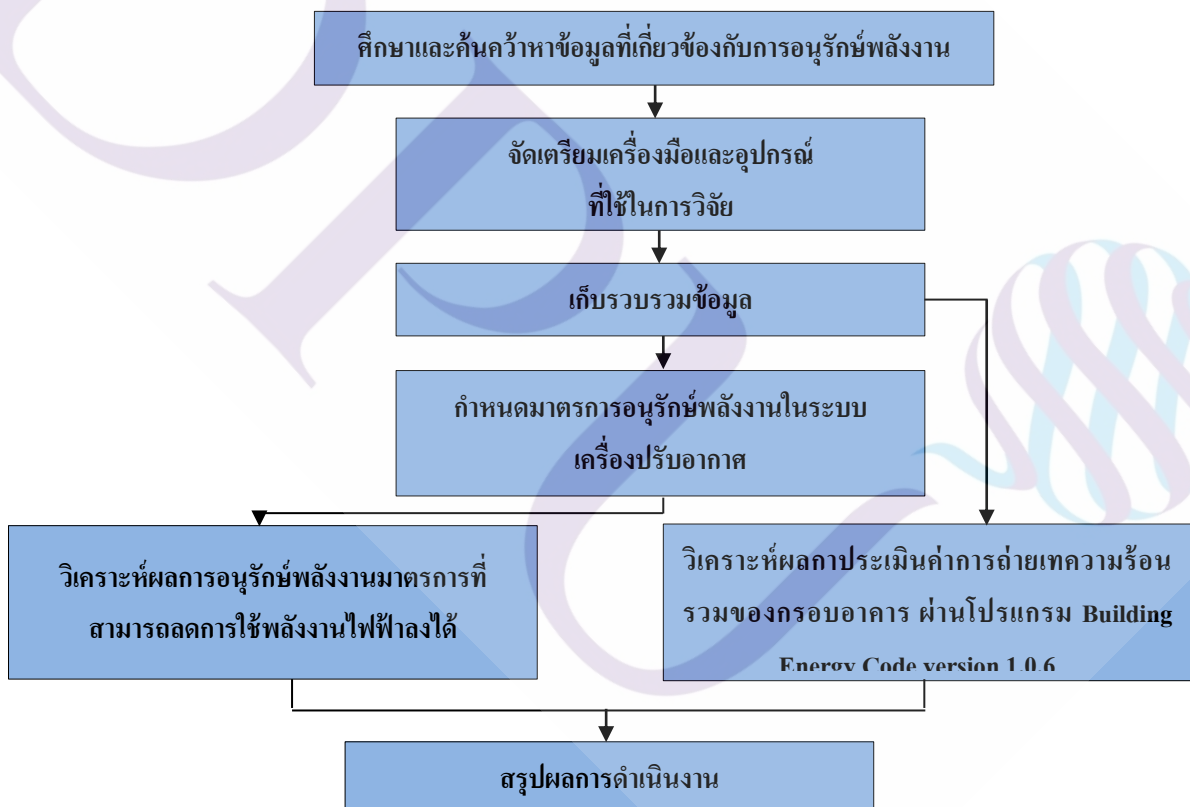 ศึกษาและค้นคว้าหาข้อมูลที่เกี่ยวข้องกับการอนุรักษ์พลังงาน
จัดเตรียมเครื่องมือและอุปกรณ์
ที่ใช้ในการวิจัย
เก็บรวบรวมข้อมูล
กำหนดมาตรการอนุรักษ์พลังงานในระบบ
เครื่องปรับอากาศ
วิเคราะห์ผลการอนุรักษ์พลังงานมาตรการที่
สามารถลดการใช้พลังงานไฟฟ้าลงได้
วิเคราะห์ผลกาประเมินค่าการถ่ายเทความร้อน
รวมของกรอบอาคาร ผ่านโปรแกรม Building
Energy Code version 1.0.6
สรุปผลการดำเนินงาน